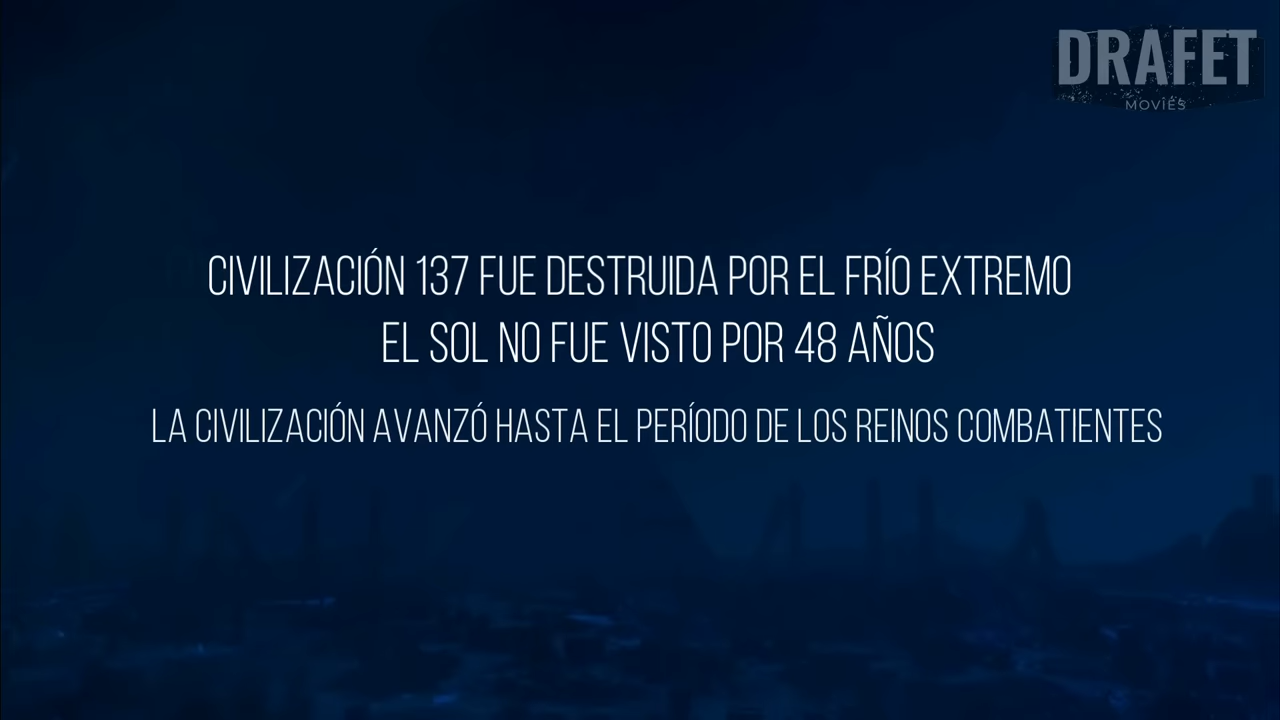 DRAFET
MOVIES
CIVILIZACIÓN 137 FUE DESTRUIDA POR EL FRÍO EXTREMO
EL SOL NO FUE VISTO POR 48 AÑOS
LA CIVILIZACIÓN AVANZÓ HASTA EL PERÍODO DE LOS REINOS COMBATIENTES